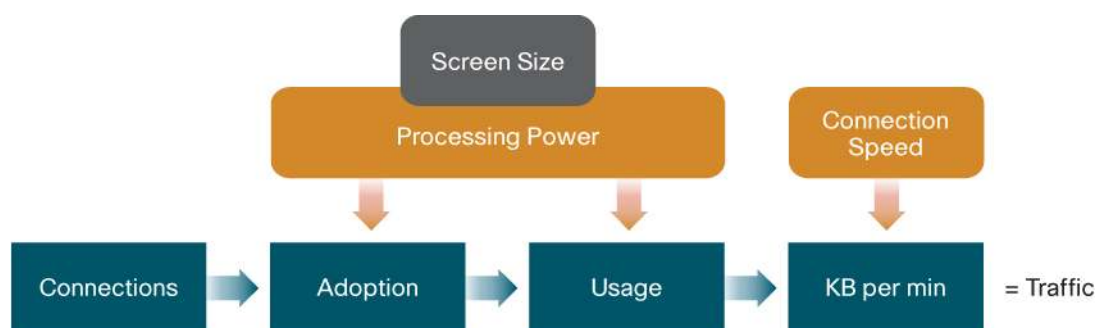 Screen Size
Processing Power
Connection
Speed
Connections
Adoption
Usage
KB per min
= Traffic